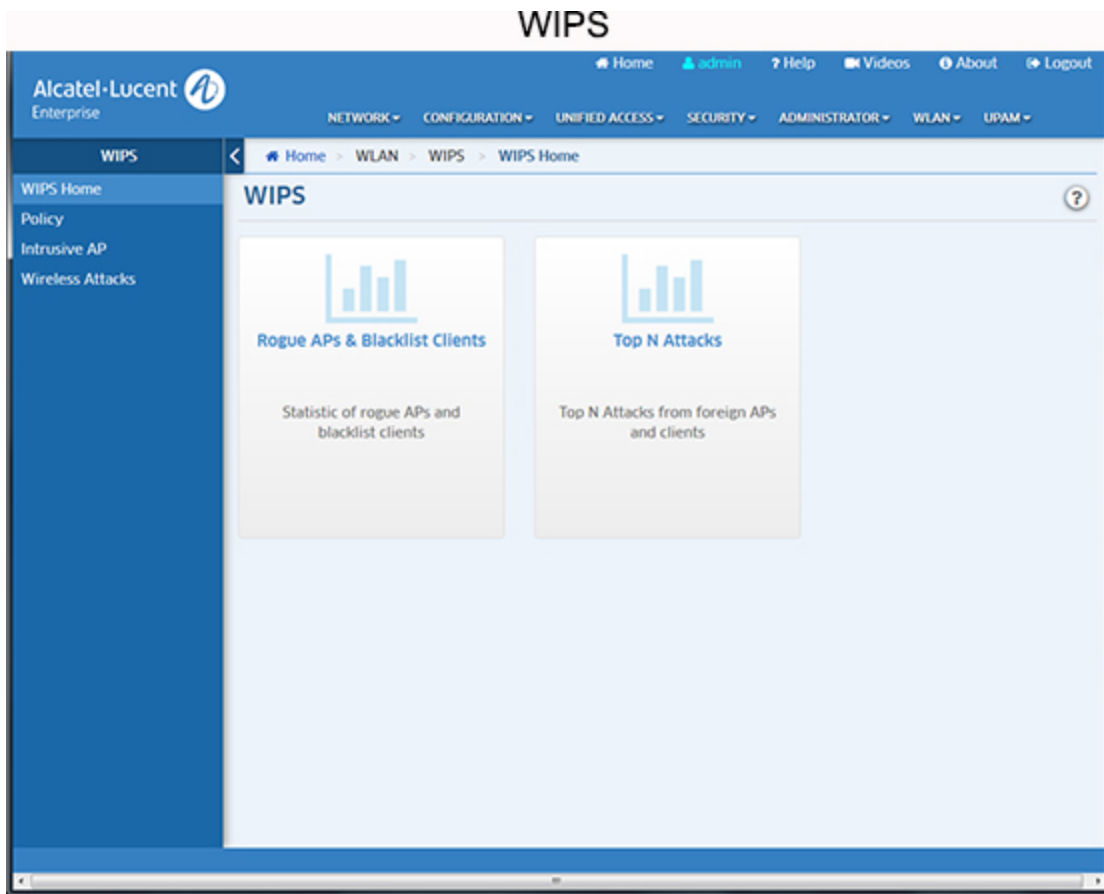 WIPS
Home admin ? Help Videos About Logout
Alcatel·Lucent
Enterprise
NETWORK CONFIGURATION UNIFIED ACCESS SECURITY ADMINISTRATOR WLAN UPAM
WIPS
Home > WLAN > WIPS > WIPS Home
WIPS Home
Policy
Intrusive AP
Wireless Attacks
WIPS
?
Rogue APs & Blacklist Clients
Statistic of rogue APs and
blacklist clients
Top N Attacks
Top N Attacks from foreign APs
and clients